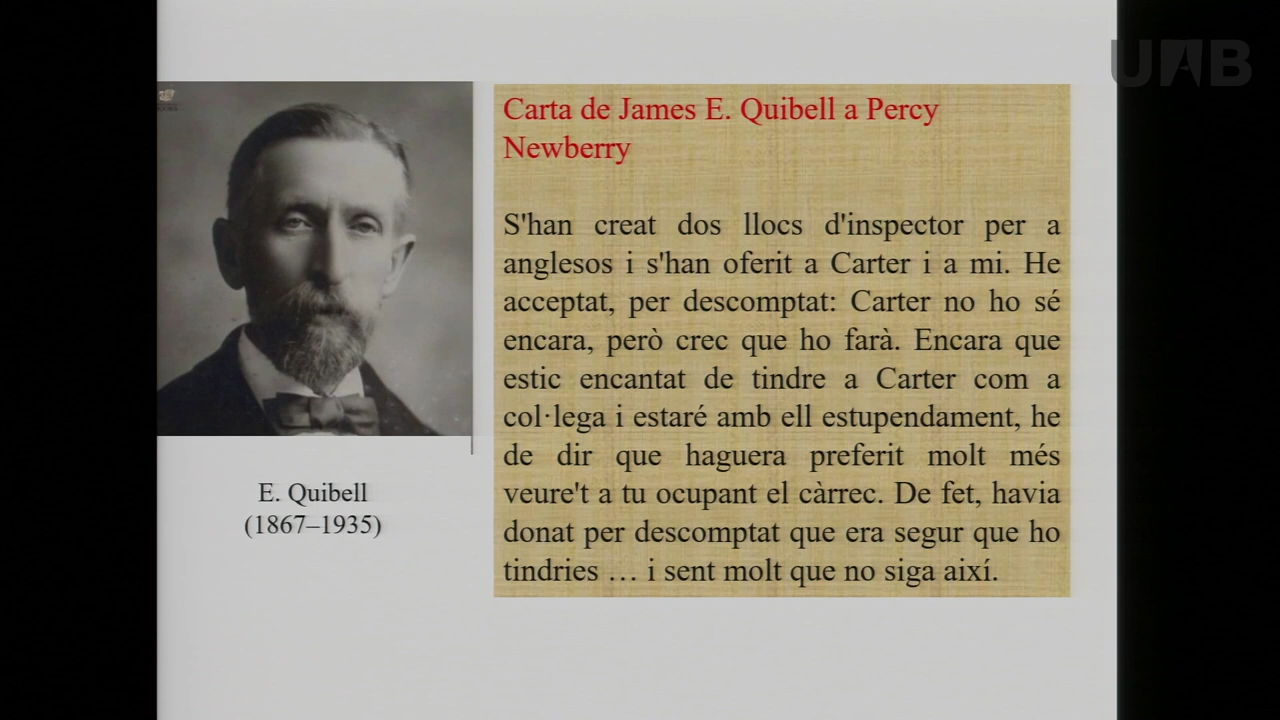 UAB
Carta de James E. Quibell a Percy
Newberry
S'han creat dos llocs d'inspector per a
anglesos i s'han oferit a Carter i a mi. He
acceptat, per descomptat: Carter no ho sé
encara, però crec que ho farà. Encara que
estic encantat de tindre a Carter com a
col·lega i estaré amb ell estupendament, he
de dir que haguera preferit molt més
veure't a tu ocupant el càrrec. De fet, havia
donat per descomptat que era segur que ho
tindries … i sent molt que no siga així.
E. Quibell
(1867–1935)